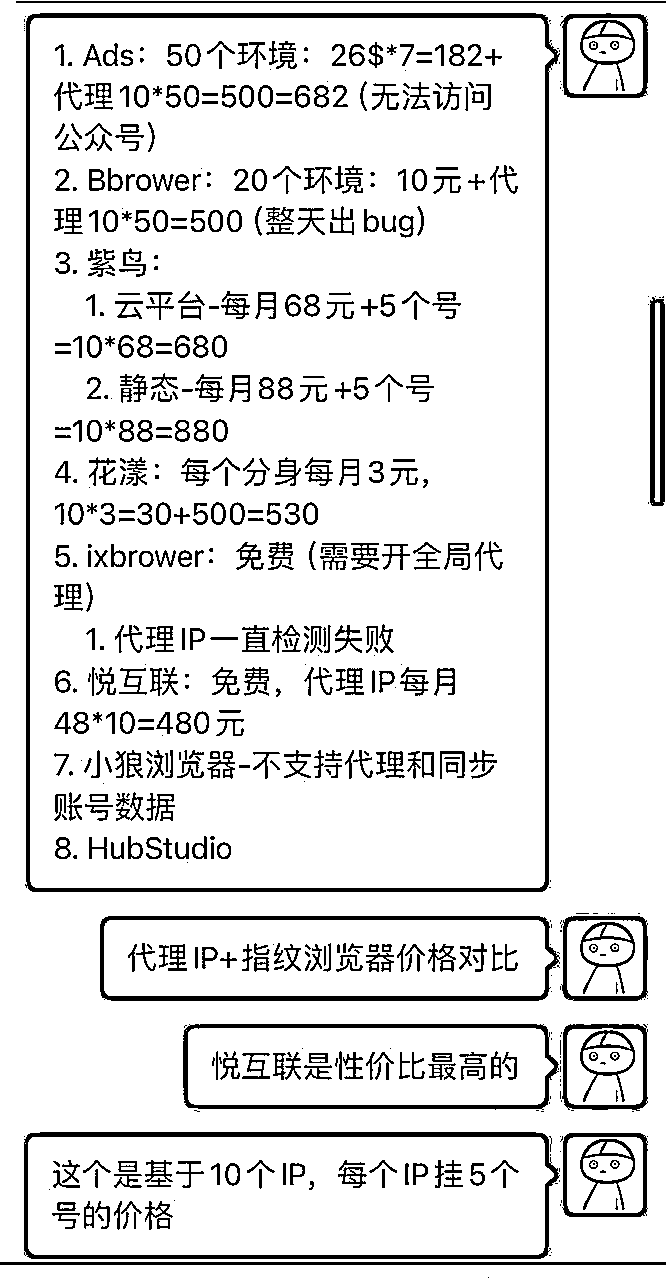 1. Ads：50个环境：26$*7=182+
代理10*50=500=682（无法访问
公众号）
2. Bbrower：20个环境：10元+代
理10*50=500（整天出bug）
3. 紫鸟：
1. 云平台-每月68元+5个号
=10*68=680
2. 静态-每月88元+5个号
=10*88=880
4. 花漾：每个分身每月3元，
10*3=30+500=530
5. ixbrower：免费（需要开全局代
理）
1. 代理IP一直检测失败
6. 悦互联：免费，代理IP每月
48*10=480元
7. 小狼浏览器-不支持代理和同步
账号数据
8. HubStudio
代理IP+指纹浏览器价格对比
悦互联是性价比最高的
这个是基于10个IP，每个IP挂5个
号的价格